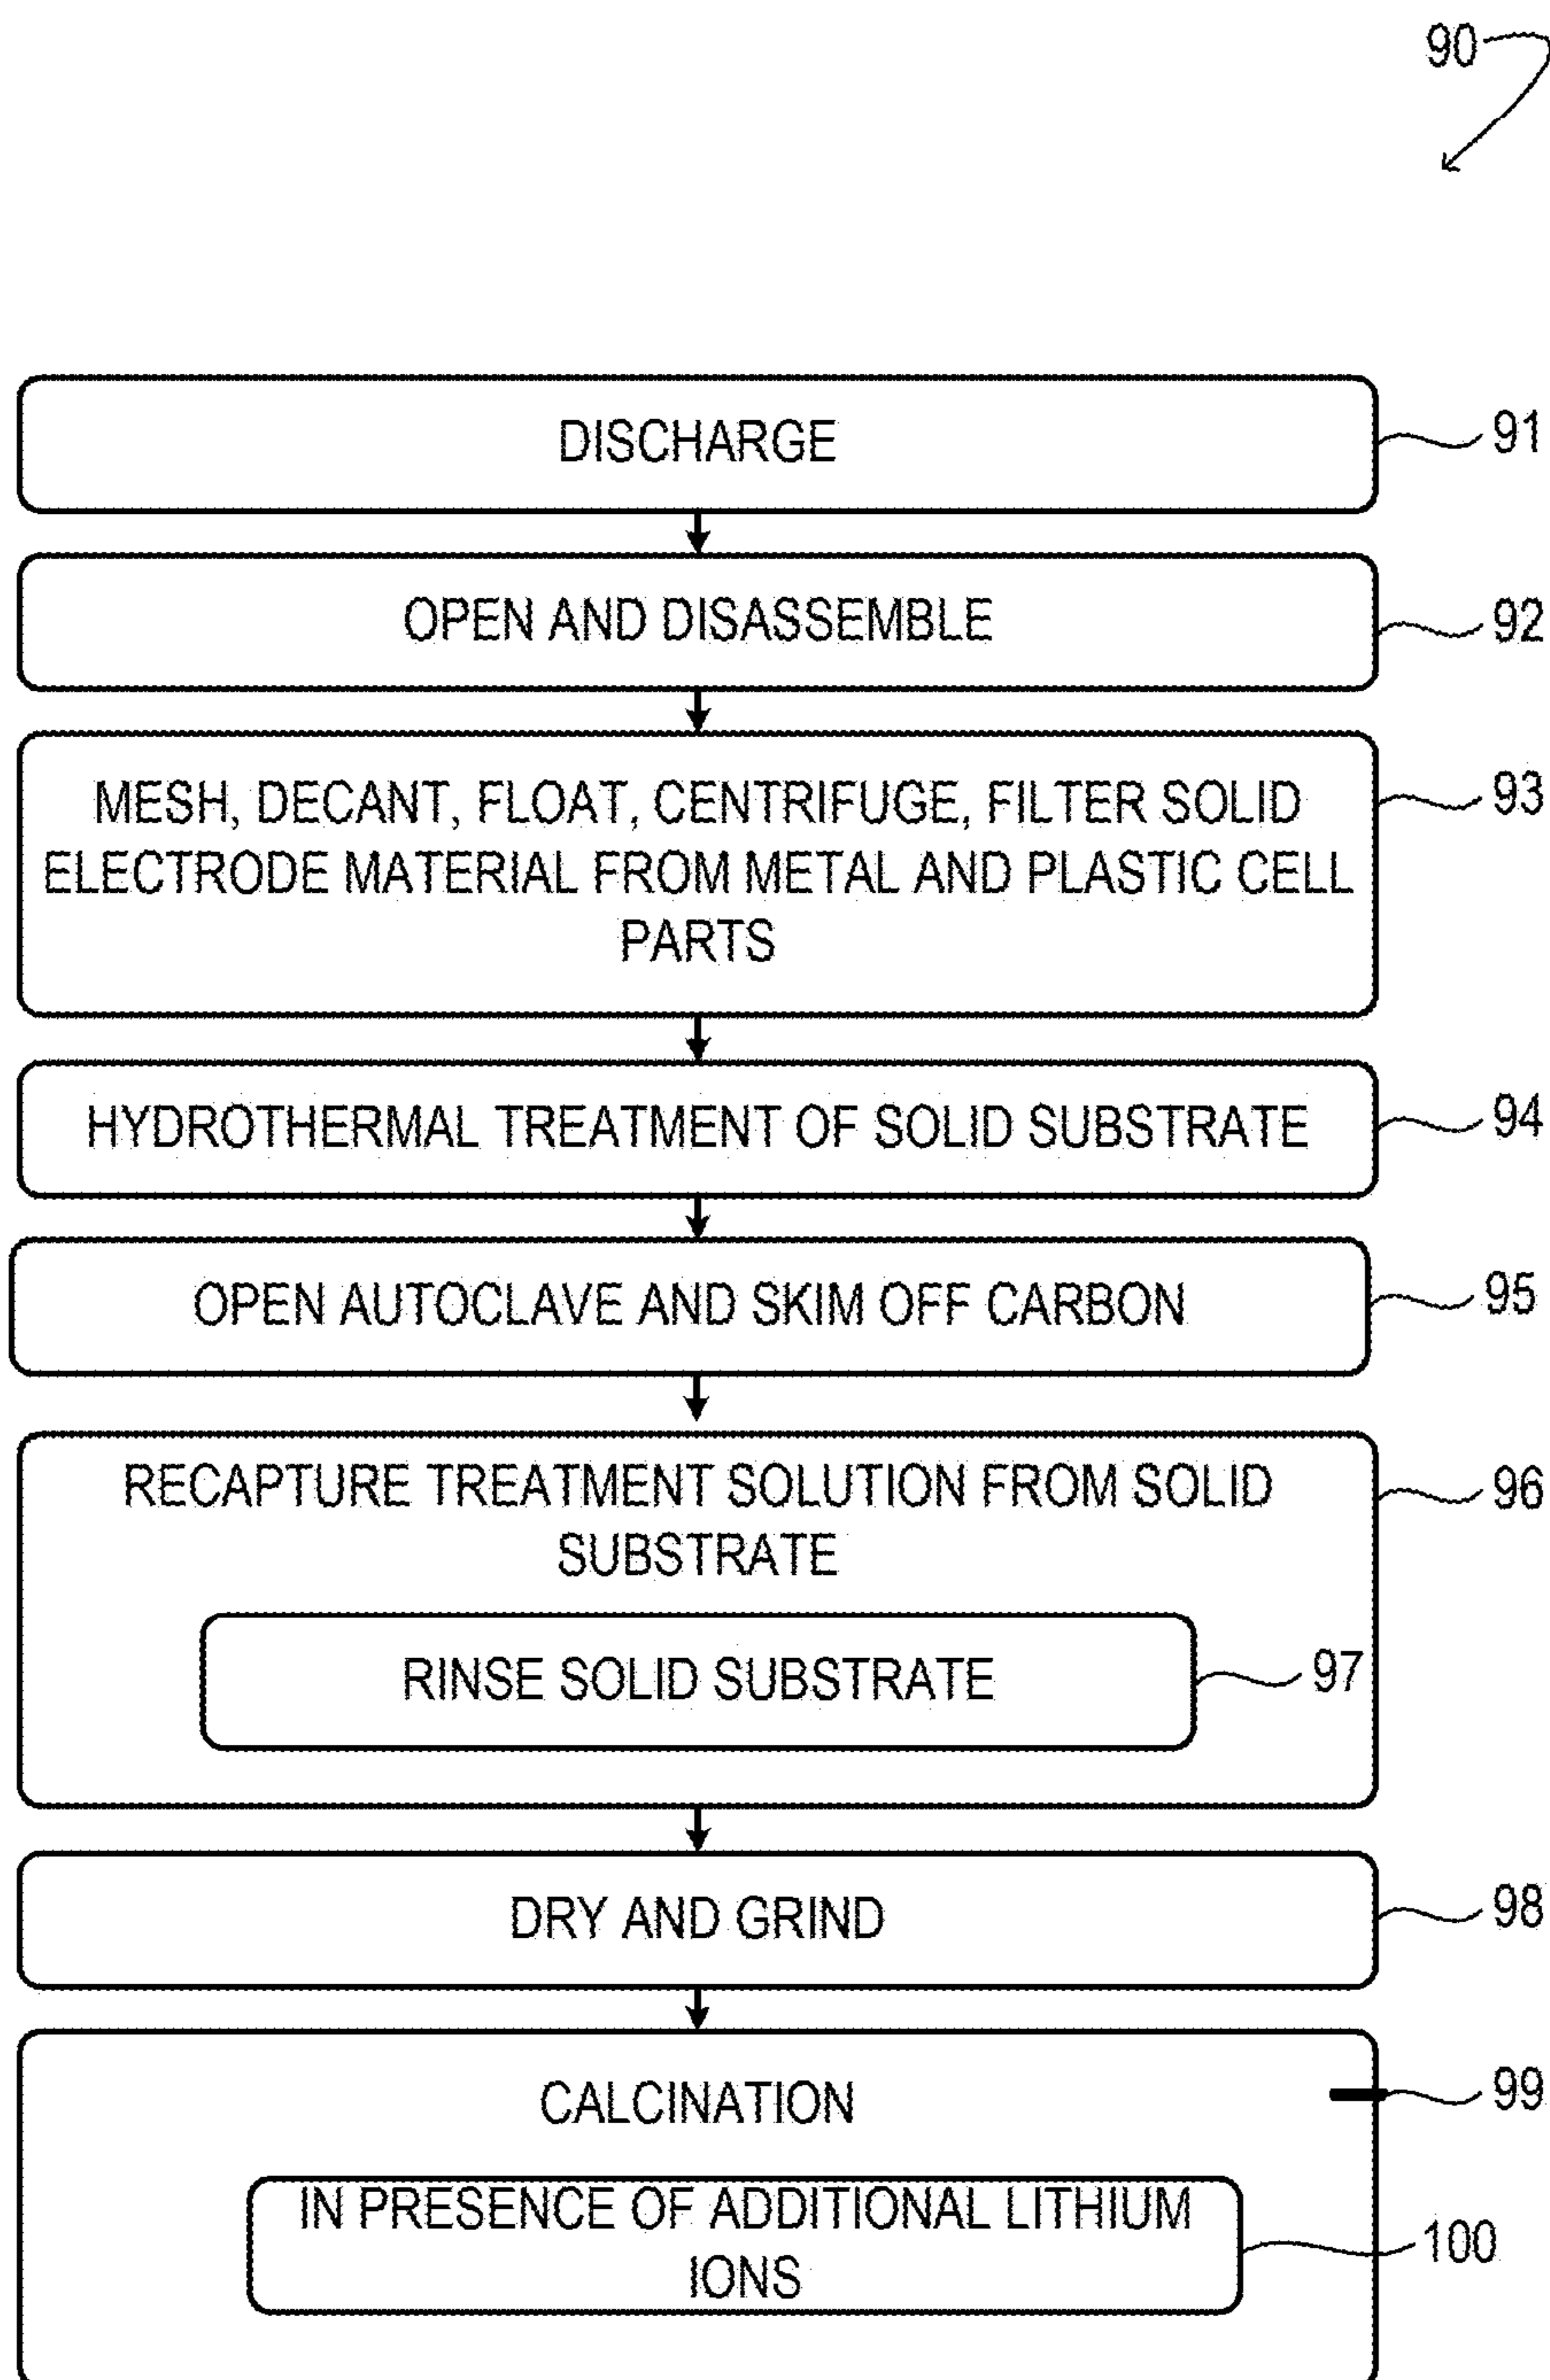 90
DISCHARGE
91
OPEN AND DISASSEMBLE
92
MESH, DECANT, FLOAT, CENTRIFUGE, FILTER SOLID
ELECTRODE MATERIAL FROM METAL AND PLASTIC CELL
PARTS
93
HYDROTHERMAL TREATMENT OF SOLID SUBSTRATE
94
OPEN AUTOCLAVE AND SKIM OFF CARBON
95
RECAPTURE TREATMENT SOLUTION FROM SOLID
SUBSTRATE
96
RINSE SOLID SUBSTRATE
97
DRY AND GRIND
98
CALCINATION
99
IN PRESENCE OF ADDITIONAL LITHIUM
IONS
100